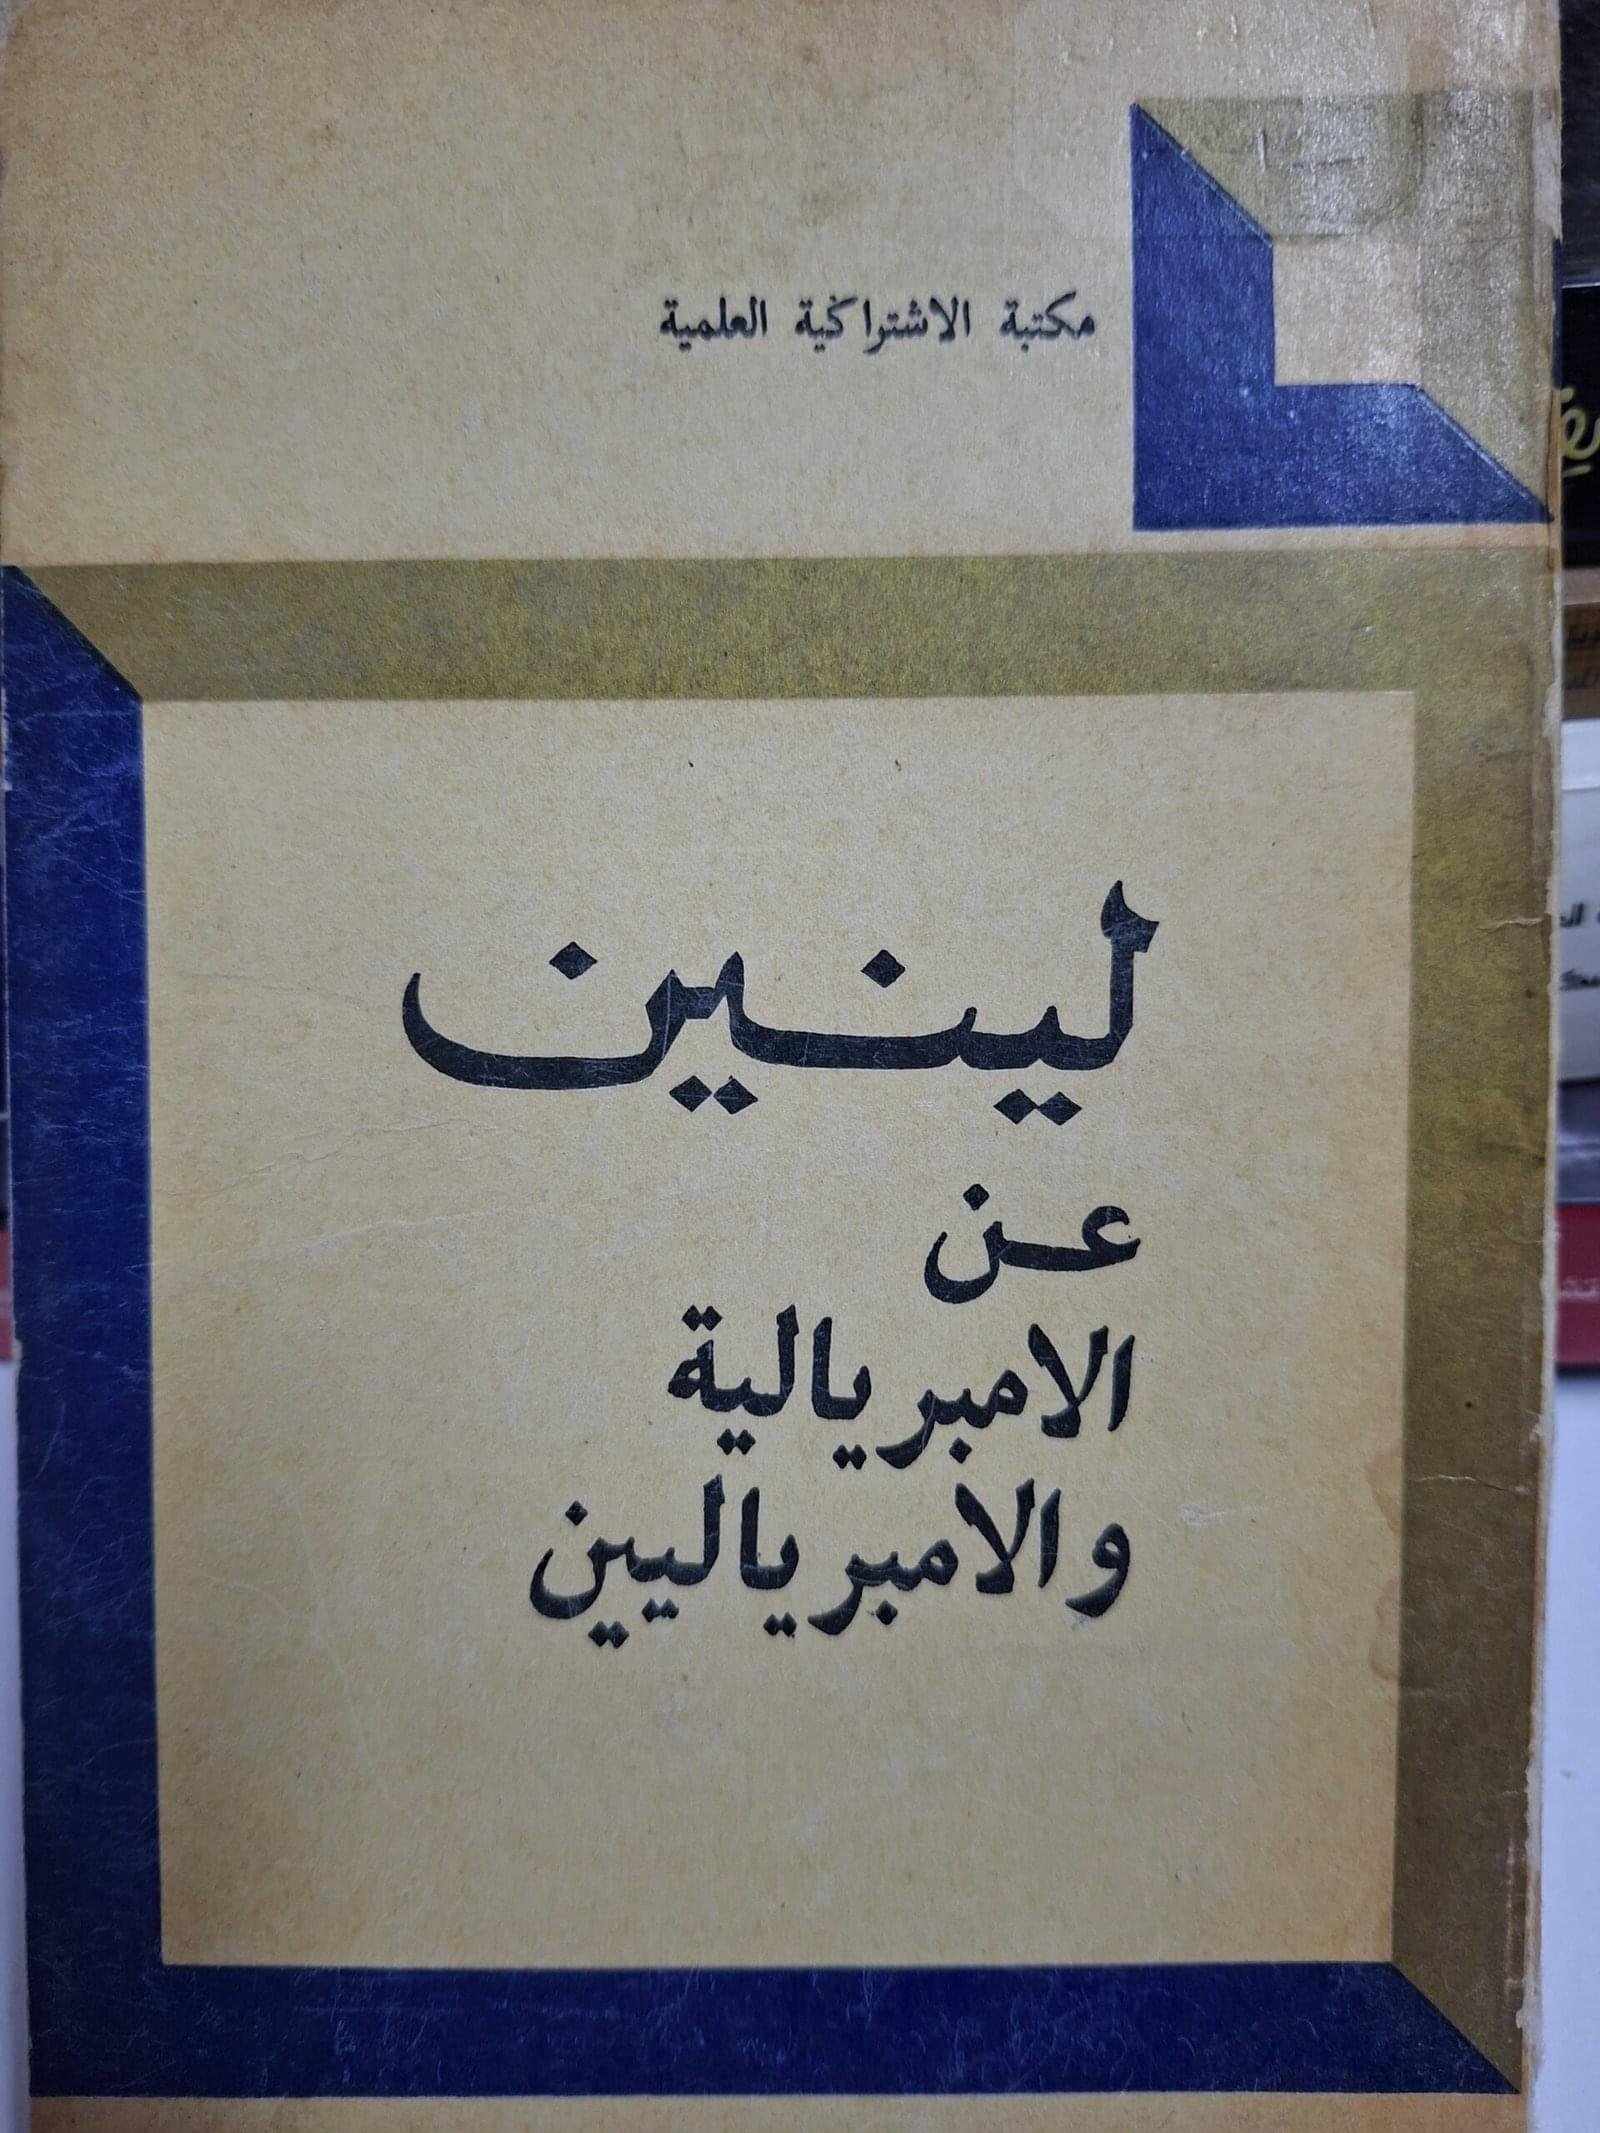 مكتبة الاشتراكية العلمية
لينين
عن
الامبريالية
والامبرياليين